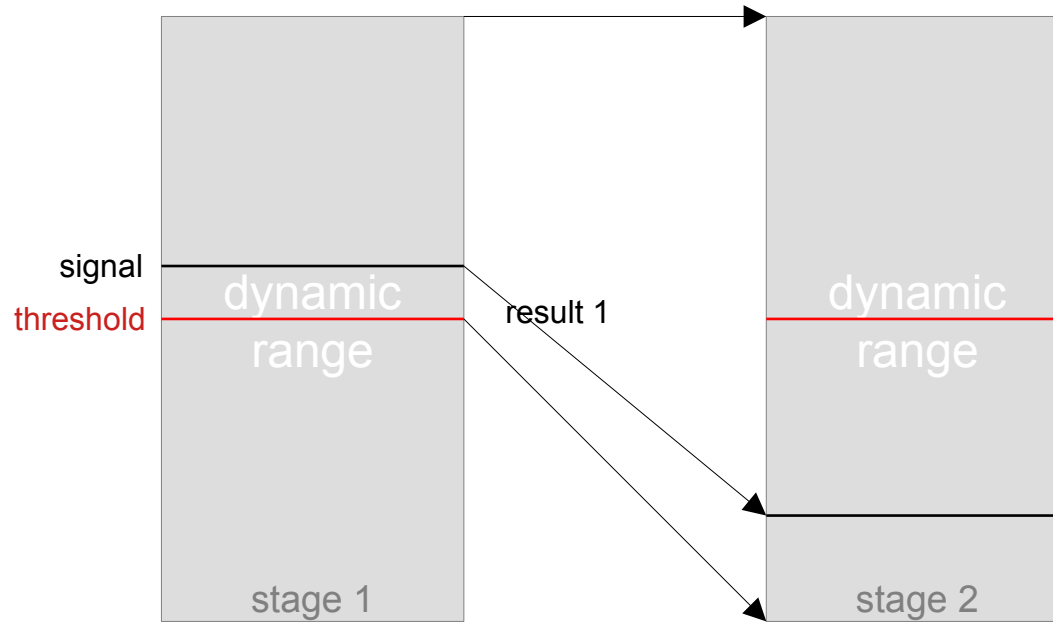 signal
threshold
dynamic
range
result 1
dynamic
range
stage 1
stage 2